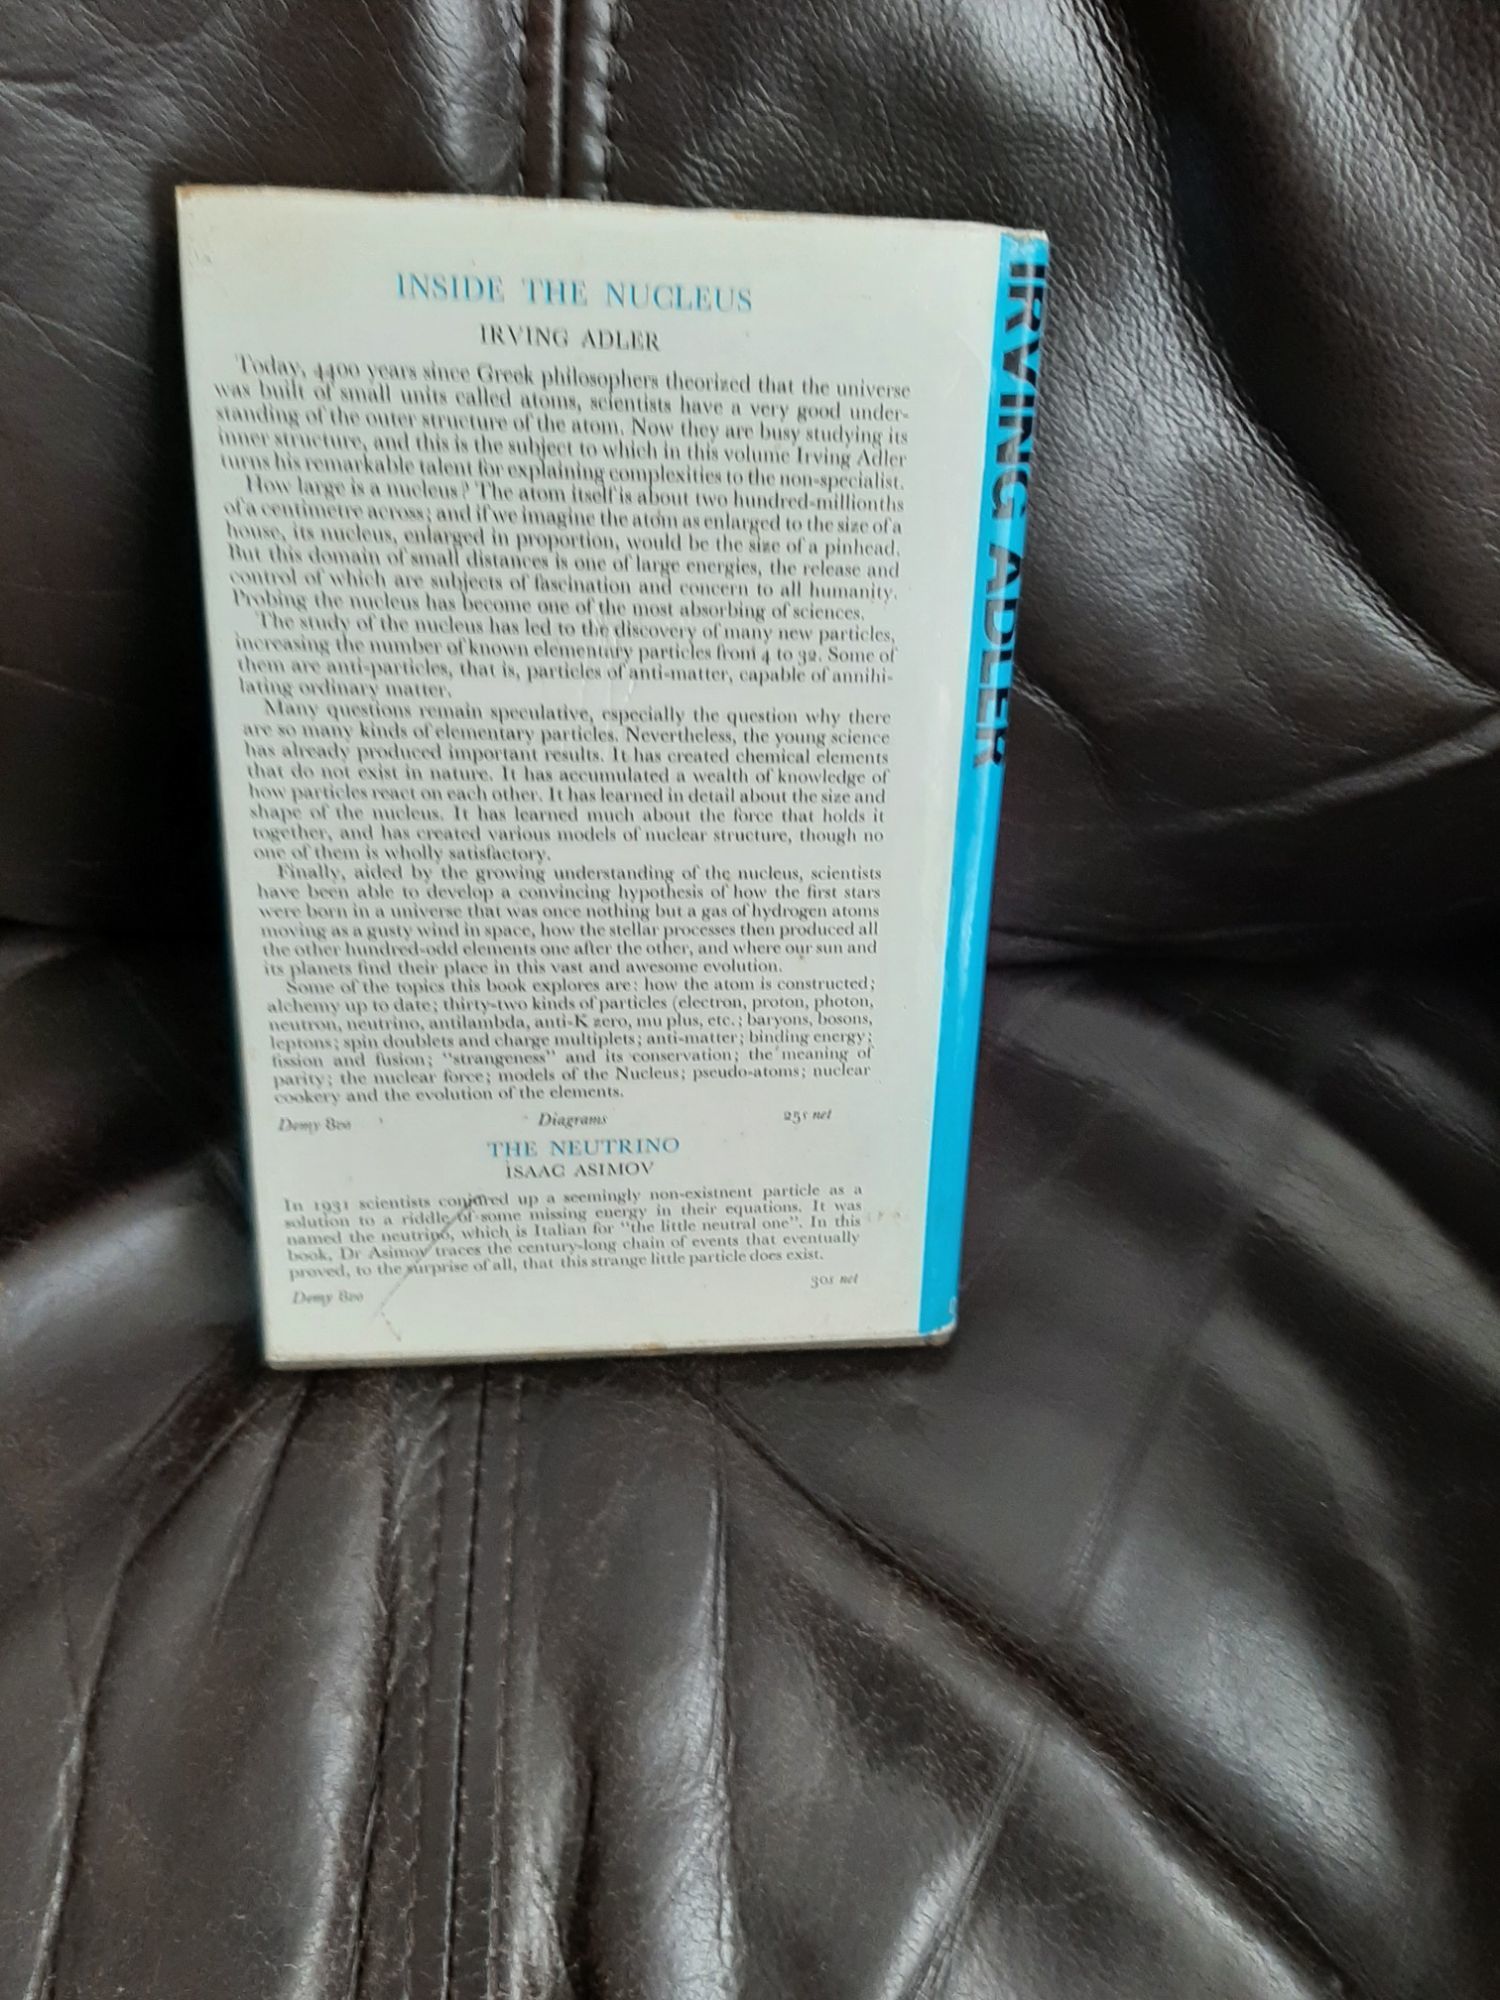 INSIDE THE NUCLEUS
IRVING ADLER
Today, 4400 years since Greek philosophers theorized that the universe
was built of small units called atoms, scientists have a very good under-
standing of the outer structure of the atom. Now they are busy studying its
inner structure, and this is the subject to which in this volume Irving Adler
turns his remarkable talent for explaining complexities to the non-specialist.
How large is a nucleus? The atom itself is about two hundred-millionths
of a centimetre across; and if we imagine the atom as enlarged to the size of a
house, its nucleus, enlarged in proportion, would be the size of a pinhead.
But this domain of small distances is one of large energies, the release and
control of which are subjects of fascination and concern to all humanity.
Probing the nucleus has become one of the most absorbing of sciences.
The study of the nucleus has led to the discovery of many new particles,
increasing the number of known elementary particles from 4 to 32. Some of
them are anti-particles, that is, particles of anti-matter, capable of annihi-
lating ordinary matter.
Many questions remain speculative, especially the question why there
are so many kinds of elementary particles. Nevertheless, the young science
has already produced important results. It has created chemical elements
that do not exist in nature. It has accumulated a wealth of knowledge of
how particles react on each other. It has learned in detail about the size and
shape of the nucleus. It has learned much about the force that holds it
together, and has created various models of nuclear structure, though no
one of them is wholly satisfactory.
Finally, aided by the growing understanding of the nucleus, scientists
have been able to develop a convincing hypothesis of how the first stars
were born in a universe that was once nothing but a gas of hydrogen atoms
moving as a gusty wind in space, how the stellar processes then produced all
the other hundred-odd elements one after the other, and where our sun and
its planets find their place in this vast and awesome evolution.
Some of the topics this book explores are: how the atom is constructed;
alchemy up to date; thirty-two kinds of particles (electron, proton, photon,
neutron, neutrino, antilambda, anti-K zero, mu plus, etc.; baryons, bosons,
leptons; spin doublets and charge multiplets; anti-matter; binding energy;
fission and fusion; "strangeness" and its conservation; the meaning of
parity; the nuclear force; models of the Nucleus; pseudo-atoms; nuclear
cookery and the evolution of the elements.
Demy 8vo Diagrams 25s net
THE NEUTRINO
ISAAC ASIMOV
In 1931 scientists conjured up a seemingly non-existnent particle as a
solution to a riddle of some missing energy in their equations. It was
named the neutrino, which is Italian for "the little neutral one". In this
book, Dr Asimov traces the century-long chain of events that eventually
proved, to the surprise of all, that this strange little particle does exist.
Demy 8vo 30s net
IRVING ADLER